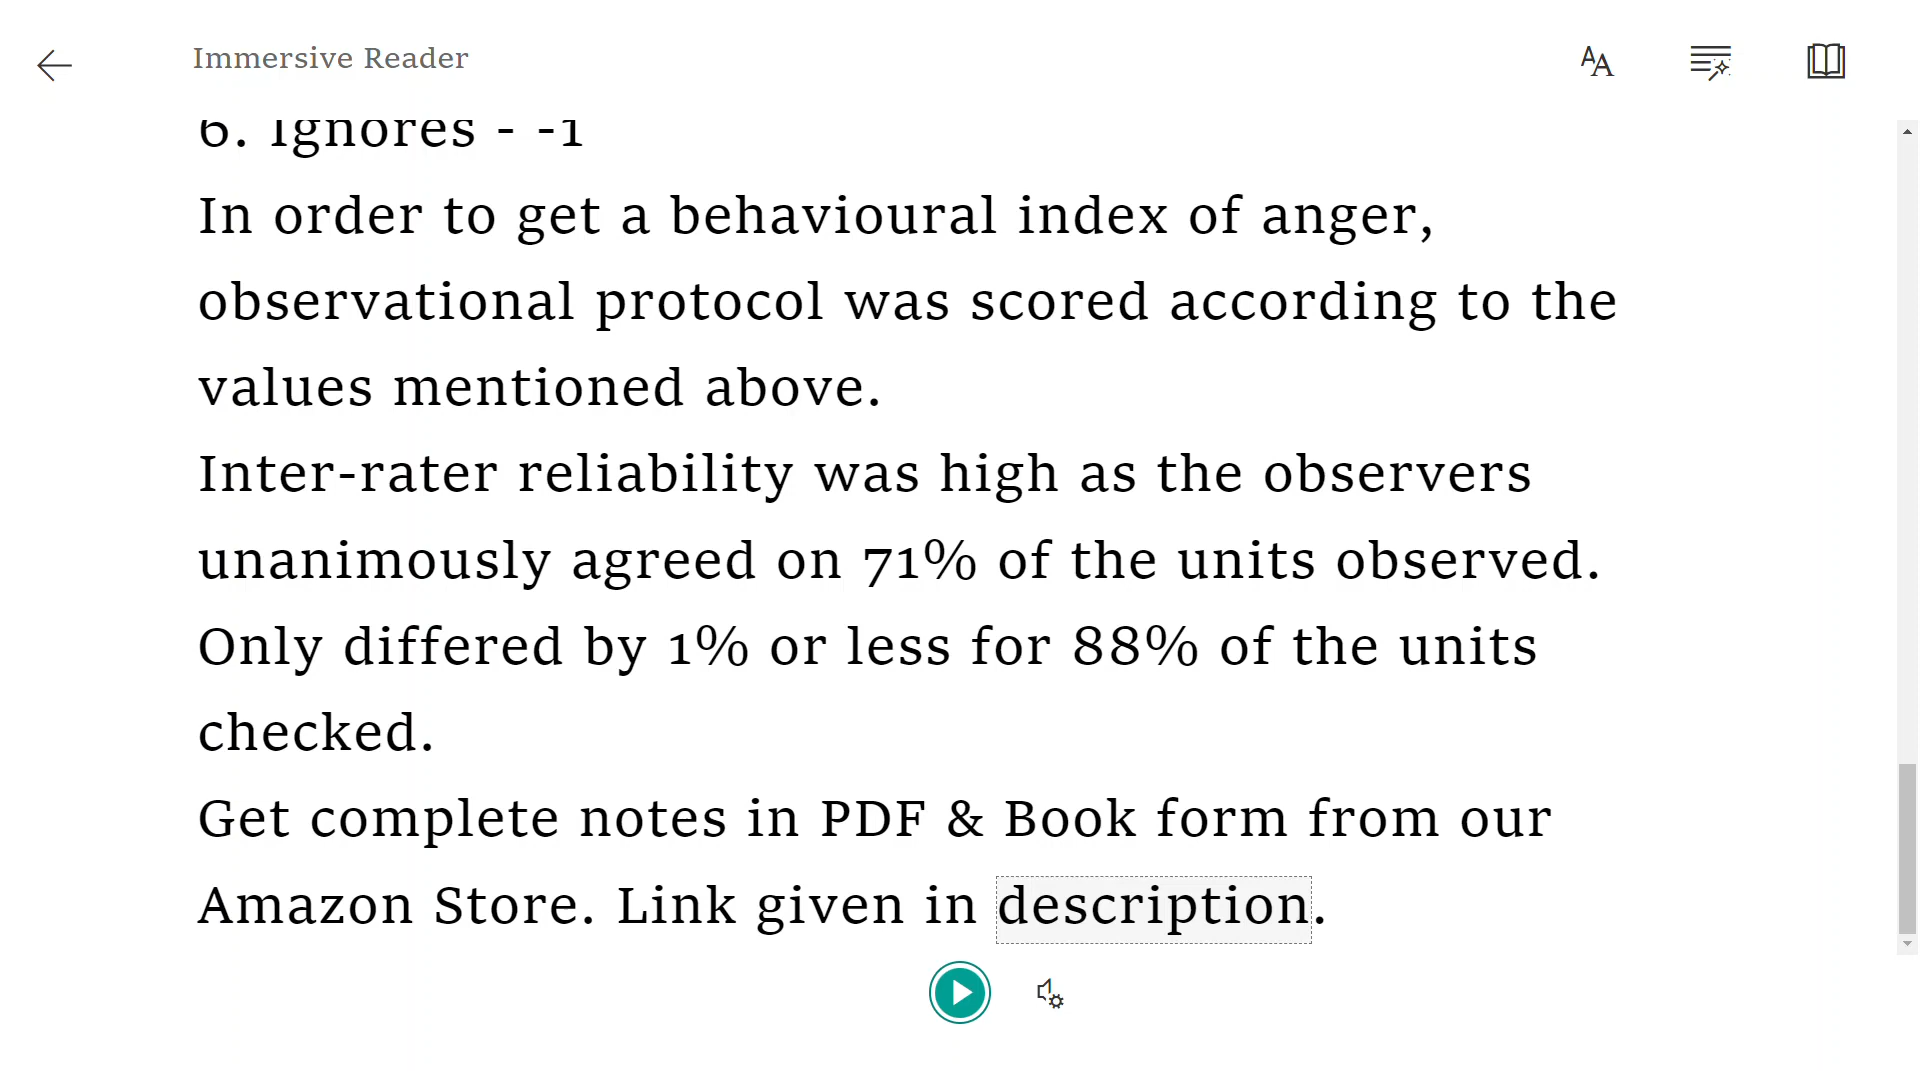 Immersive Reader
6. Ignores - -1
In order to get a behavioural index of anger,
observational protocol was scored according to the
values mentioned above.
Inter-rater reliability was high as the observers
unanimously agreed on 71% of the units observed.
Only differed by 1% or less for 88% of the units
checked.
Get complete notes in PDF & Book form from our
Amazon Store. Link given in description.